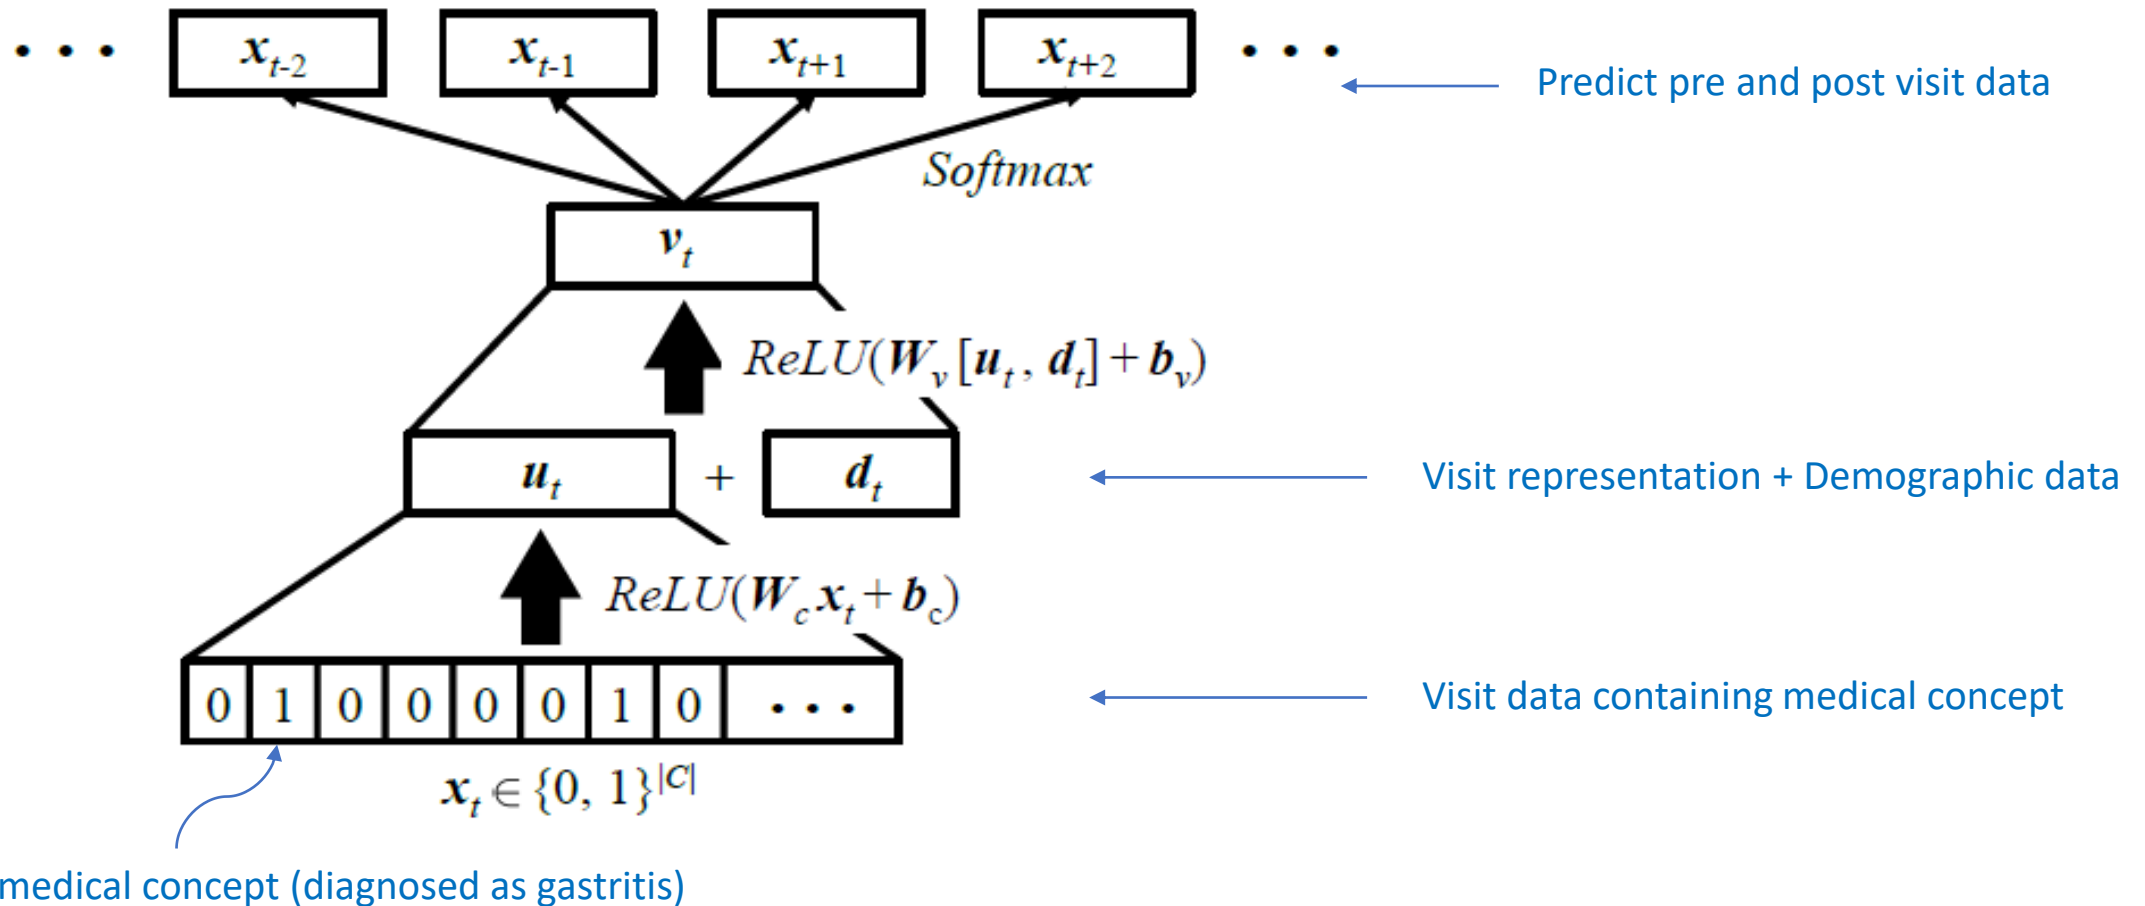 • • • x_{t-2} x_{t-1} x_{t+1} x_{t+2} • • •
Predict pre and post visit data
Softmax
v_t
ReLU(W_v[u_t, d_t]+b_v)
u_t + d_t
Visit representation + Demographic data
ReLU(W_c x_t+b_c)
0 1 0 0 0 0 1 0 • • •
Visit data containing medical concept
x_t ∈ {0, 1}^{|C|}
medical concept (diagnosed as gastritis)